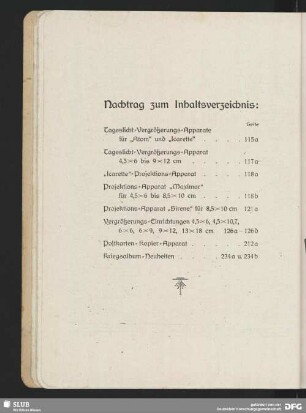 Nachtrag zum Inhaltsverzeichnis:
Seite
Tageslicht-Vergrößerungs-Apparate
für „Atom“ und „Icarette“ . . . . . 115a
Tageslicht-Vergrößerungs-Apparat
4,5×6 bis 9×12 cm . . . . . 117a
„Icarette“-Projektions-Apparat . . . . 118a
Projektions-Apparat „Maximar“
für 4,5×6 bis 8,5×10 cm . . . . 118b
Projektions-Apparat „Sirene“ für 8,5×10 cm 121a
Vergrößerungs-Einrichtungen 4,5×6, 4,5×10,7,
6×6, 6×9, 9×12, 13×18 cm 126a-126b
Postkarten-Kopier-Apparat . . . . . 212a
Kriegsalbum-Neuheiten . . . . 234a u. 234b
SLUB
DFG